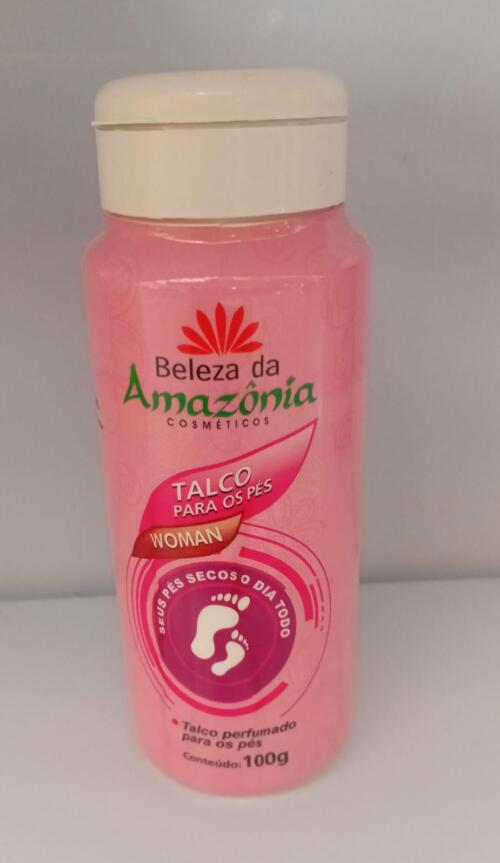 Beleza da
Amazônia
COSMÉTICOS
TALCO
PARA OS PÉS
WOMAN
SEUS PÉS SECOS O DIA TODO
• Talco perfumado
para os pés
Conteúdo: 100g